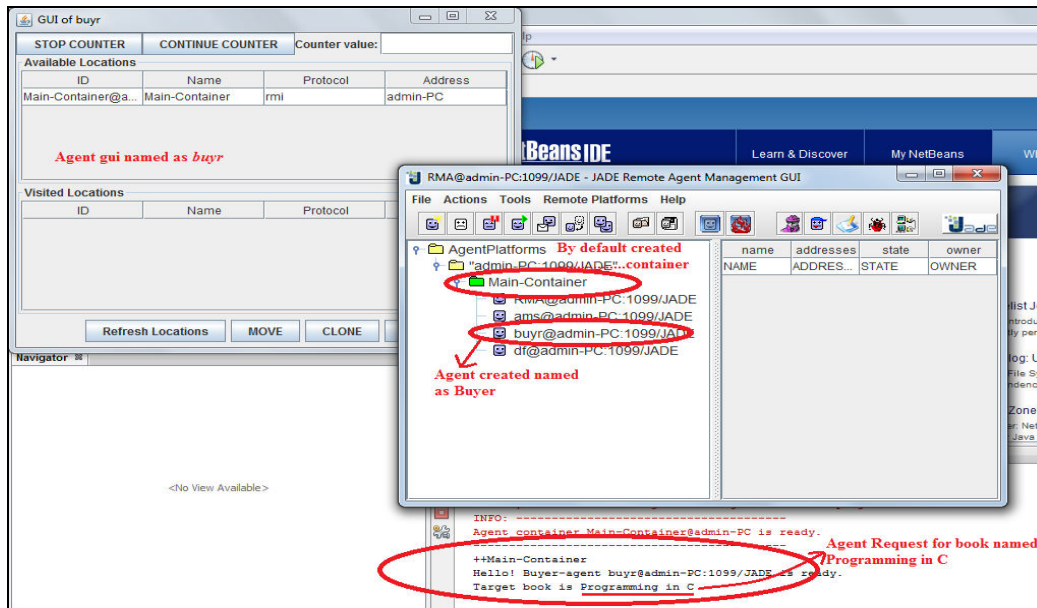 GUI of buyr
STOP COUNTER CONTINUE COUNTER Counter value:
Available Locations
ID Name Protocol Address
Main-Container@a... Main-Container rmi admin-PC
Agent gui named as buyr
Visited Locations
ID Name Protocol
Refresh Locations MOVE CLONE
lp
tBeans IDE
Learn & Discover My NetBeans
RMA@admin-PC:1099/JADE - JADE Remote Agent Management GUI
File Actions Tools Remote Platforms Help
Jade
AgentPlatforms
By default created
"admin-PC:1099/JADE"
...container
Main-Container
RMA@admin-PC:1099/JADE
ams@admin-PC:1099/JADE
buyr@admin-PC:1099/JADE
df@admin-PC:1099/JADE
Agent created named
as Buyer
name addresses state owner
NAME ADDRES... STATE OWNER
Navigator
<No View Available>
INFO: --------------------------------------
Agent container Main-Container@admin-PC is ready.
--------------------------------------------
++Main-Container
Hello! Buyer-agent buyr@admin-PC:1099/JADE is ready.
Target book is Programming in C
Agent Request for book named
Programming in C